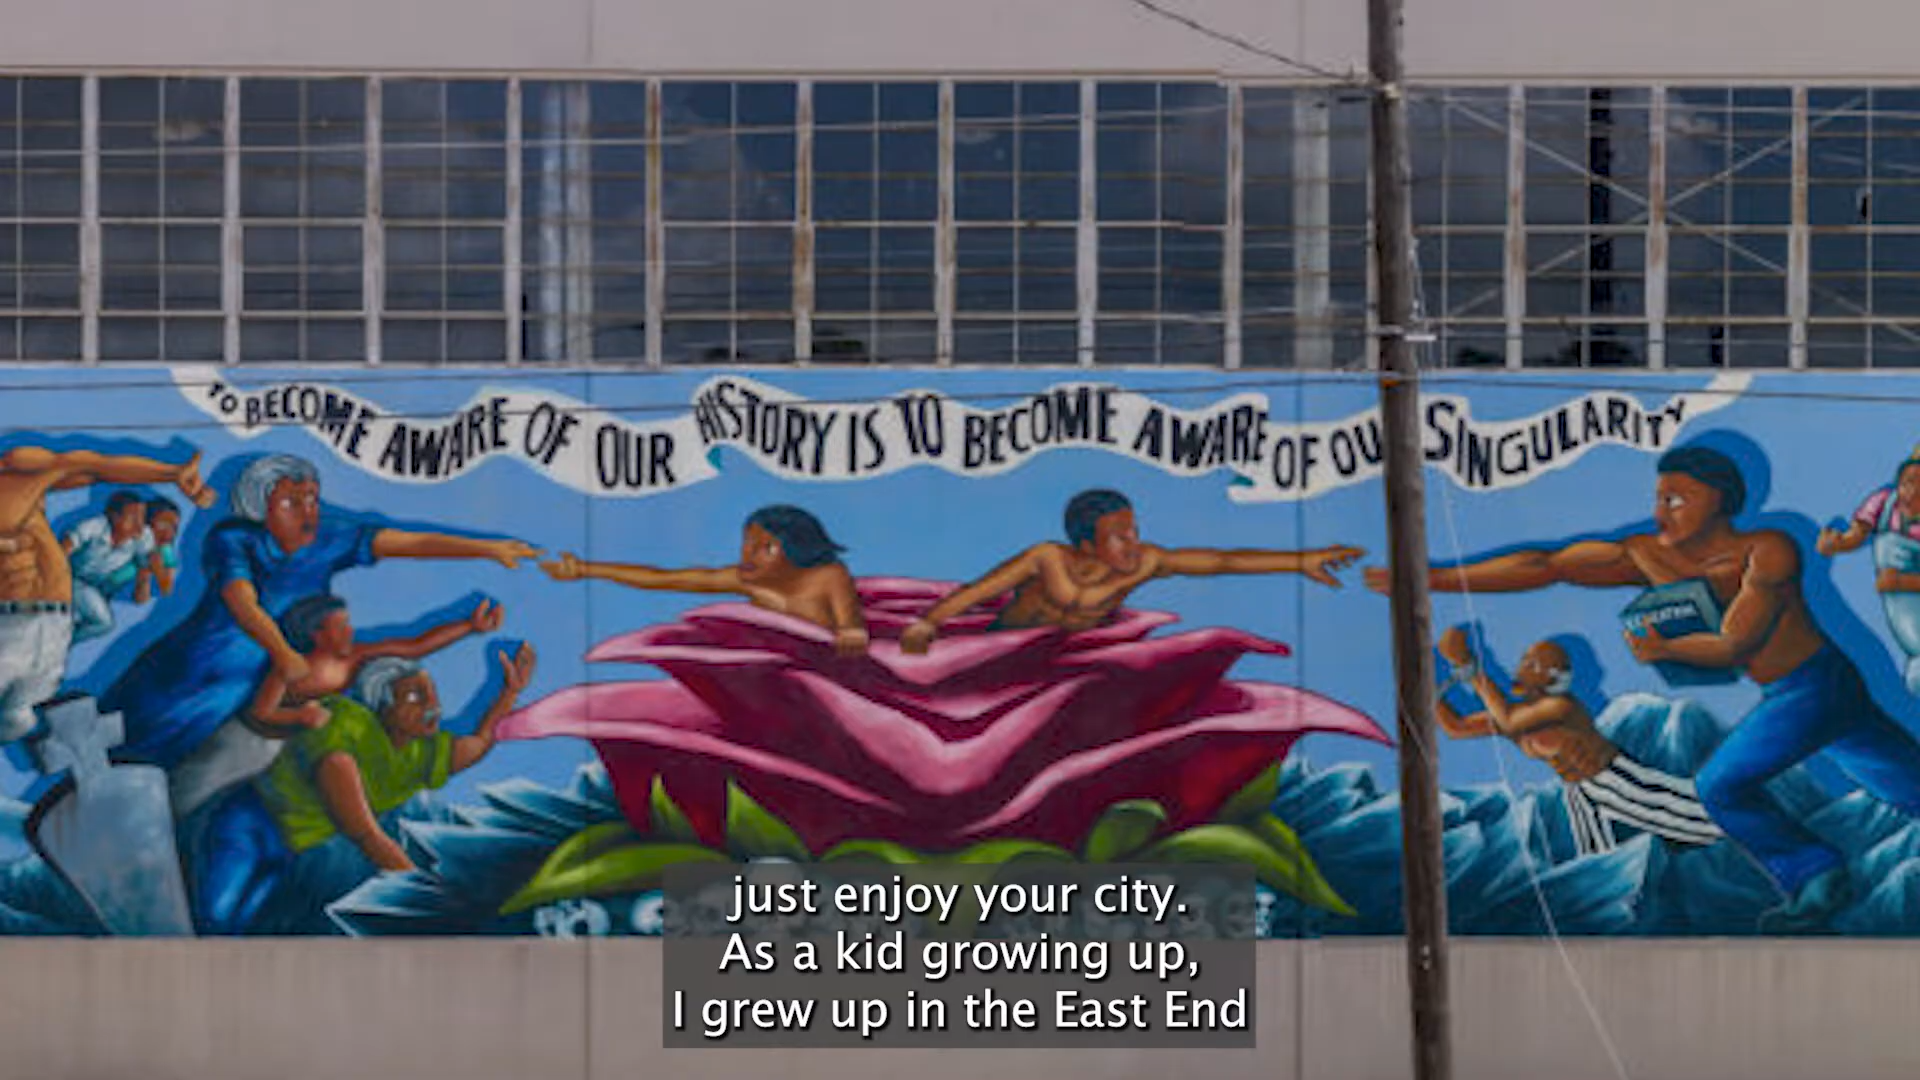 TO BECOME AWARE OF OUR HISTORY IS TO BECOME AWARE OF OU SINGULARITY
EDUCATION
just enjoy your city.
As a kid growing up,
I grew up in the East End